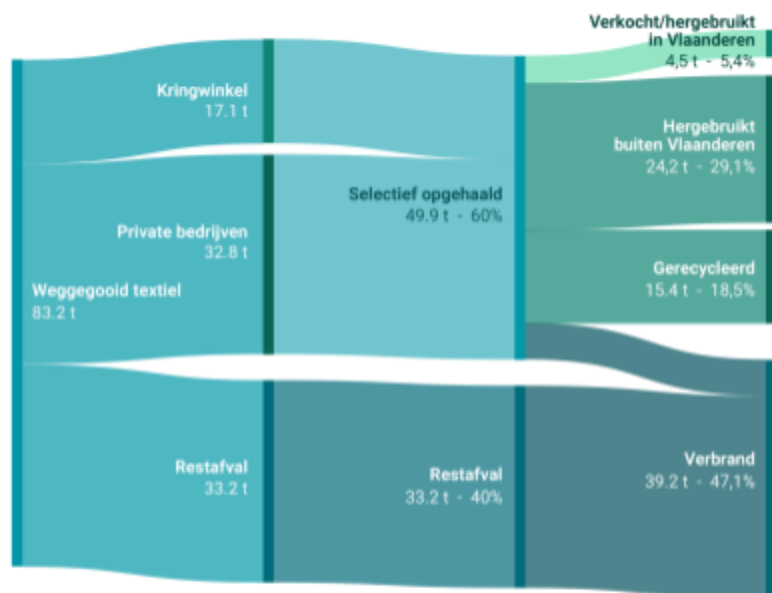 Verkocht/hergebruikt
in Vlaanderen
4,5 t - 5,4%
Kringwinkel
17.1 t
Hergebruikt
buiten Vlaanderen
24,2 t - 29,1%
Selectief opgehaald
49.9 t - 60%
Private bedrijven
32.8 t
Gerecycleerd
15.4 t - 18,5%
Weggegooid textiel
83.2 t
Restafval
33.2 t
Restafval
33.2 t - 40%
Verbrand
39.2 t - 47,1%